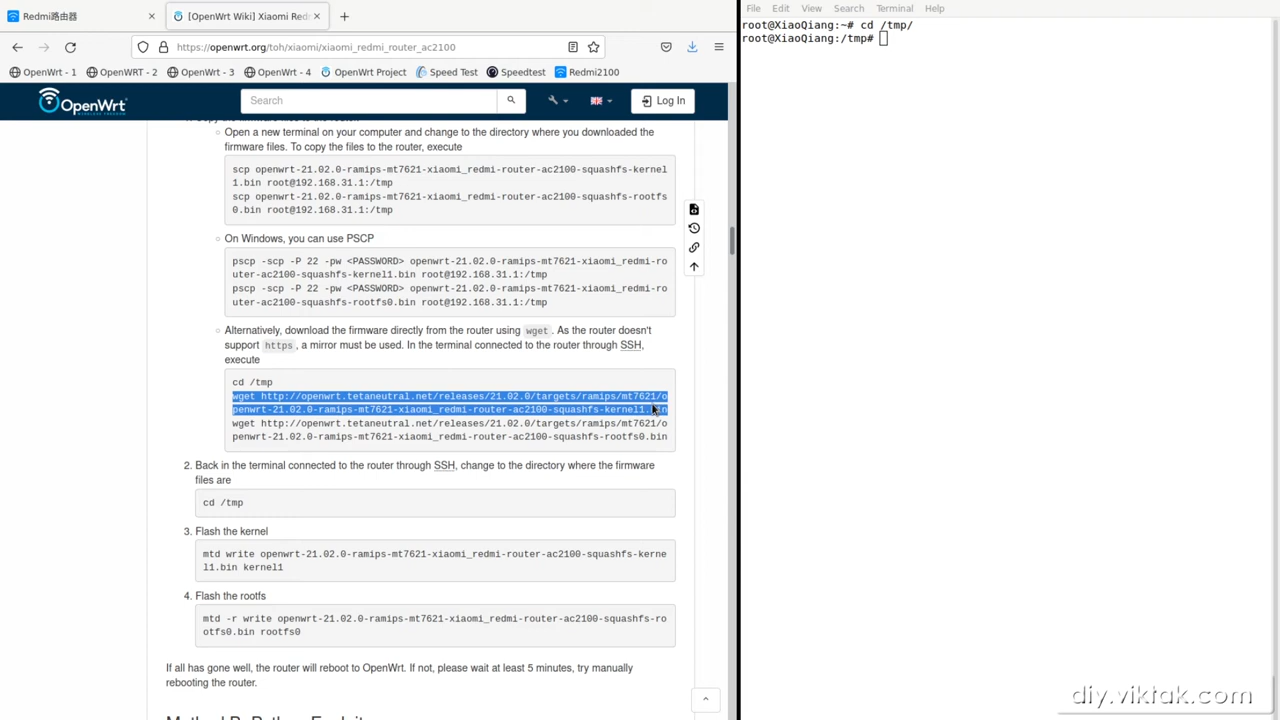 Redmi路由器
[OpenWrt Wiki] Xiaomi Redm
https://openwrt.org/toh/xiaomi/xiaomi_redmi_router_ac2100
OpenWrt - 1
OpenWRT - 2
OpenWrt - 3
OpenWrt - 4
OpenWrt Project
Speed Test
Speedtest
Redmi2100
OpenWrt
Search
Log In
Open a new terminal on your computer and change to the directory where you downloaded the
firmware files. To copy the files to the router, execute
scp openwrt-21.02.0-ramips-mt7621-xiaomi_redmi-router-ac2100-squashfs-kernel
1.bin root@192.168.31.1:/tmp
scp openwrt-21.02.0-ramips-mt7621-xiaomi_redmi-router-ac2100-squashfs-rootfs
0.bin root@192.168.31.1:/tmp
On Windows, you can use PSCP
pscp -scp -P 22 -pw <PASSWORD> openwrt-21.02.0-ramips-mt7621-xiaomi_redmi-ro
uter-ac2100-squashfs-kernel1.bin root@192.168.31.1:/tmp
pscp -scp -P 22 -pw <PASSWORD> openwrt-21.02.0-ramips-mt7621-xiaomi_redmi-ro
uter-ac2100-squashfs-rootfs0.bin root@192.168.31.1:/tmp
Alternatively, download the firmware directly from the router using wget. As the router doesn't
support https, a mirror must be used. In the terminal connected to the router through SSH,
execute
cd /tmp
wget http://openwrt.tetaneutral.net/releases/21.02.0/targets/ramips/mt7621/o
penwrt-21.02.0-ramips-mt7621-xiaomi_redmi-router-ac2100-squashfs-kernel1.bin
wget http://openwrt.tetaneutral.net/releases/21.02.0/targets/ramips/mt7621/o
penwrt-21.02.0-ramips-mt7621-xiaomi_redmi-router-ac2100-squashfs-rootfs0.bin
2. Back in the terminal connected to the router through SSH, change to the directory where the firmware
files are
cd /tmp
3. Flash the kernel
mtd write openwrt-21.02.0-ramips-mt7621-xiaomi_redmi-router-ac2100-squashfs-kerne
l1.bin kernel1
4. Flash the rootfs
mtd -r write openwrt-21.02.0-ramips-mt7621-xiaomi_redmi-router-ac2100-squashfs-ro
otfs0.bin rootfs0
If all has gone well, the router will reboot to OpenWrt. If not, please wait at least 5 minutes, try manually
rebooting the router.
File Edit View Search Terminal Help
root@XiaoQiang:~# cd /tmp/
root@XiaoQiang:/tmp#
diy.viktak.com